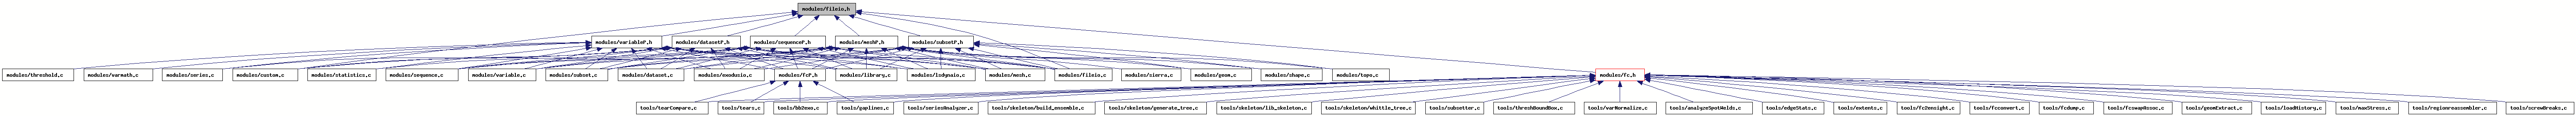 modules/fileio.h
modules/variableP.h
modules/datasetP.h
modules/sequenceP.h
modules/meshP.h
modules/subsetP.h
modules/threshold.c
modules/varmath.c
modules/series.c
modules/custom.c
modules/statistics.c
modules/sequence.c
modules/variable.c
modules/subset.c
modules/dataset.c
modules/exodusio.c
modules/fcP.h
modules/library.c
modules/lsdynaio.c
modules/mesh.c
modules/fileio.c
modules/sierra.c
modules/geom.c
modules/shape.c
modules/topo.c
modules/fc.h
tools/tearCompare.c
tools/tears.c
tools/bb2exo.c
tools/gaplines.c
tools/seriesAnalyzer.c
tools/skeleton/build_ensemble.c
tools/skeleton/generate_tree.c
tools/skeleton/lib_skeleton.c
tools/skeleton/whittle_tree.c
tools/subsetter.c
tools/threshBoundBox.c
tools/varNormalize.c
tools/analyzeSpotWelds.c
tools/edgeStats.c
tools/extents.c
tools/fc2ensight.c
tools/fcconvert.c
tools/fcdump.c
tools/fcswapAssoc.c
tools/geomExtract.c
tools/loadHistory.c
tools/maxStress.c
tools/regionreassembler.c
tools/screwBreaks.c